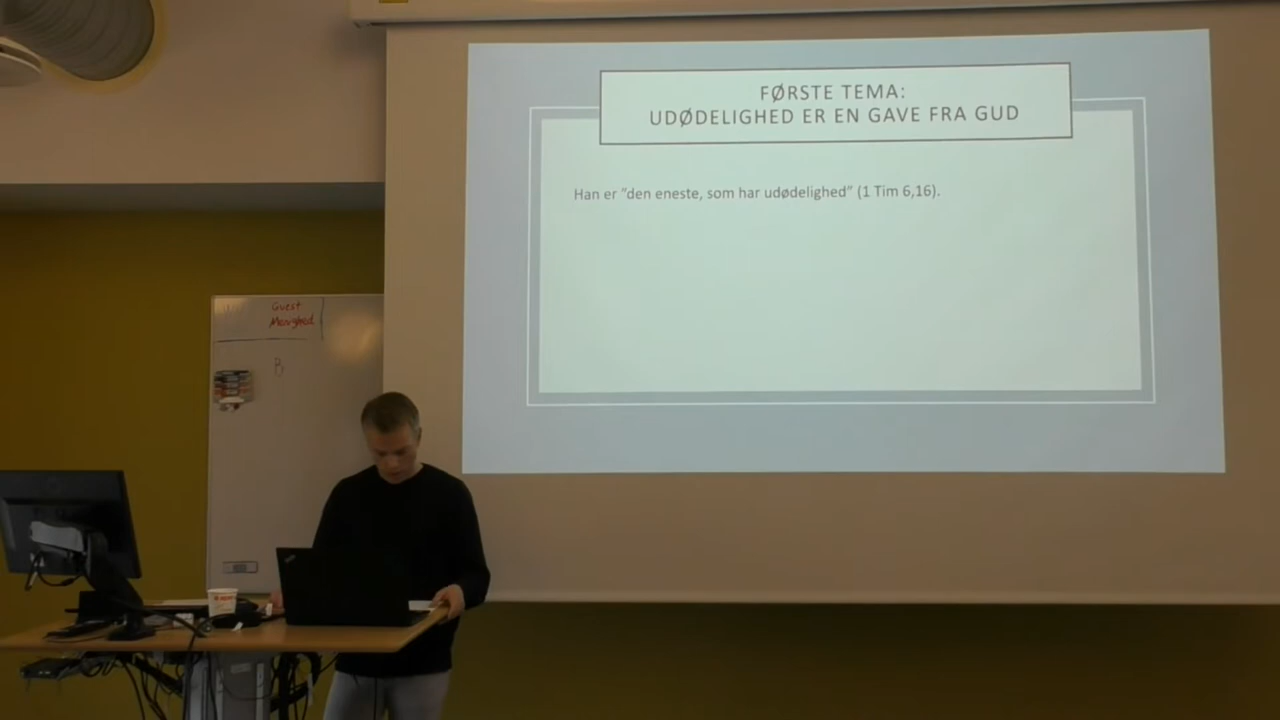 FØRSTE TEMA:
UDØDELIGHED ER EN GAVE FRA GUD
Han er ”den eneste, som har udødelighed” (1 Tim 6,16).
Guest
Menighed
B